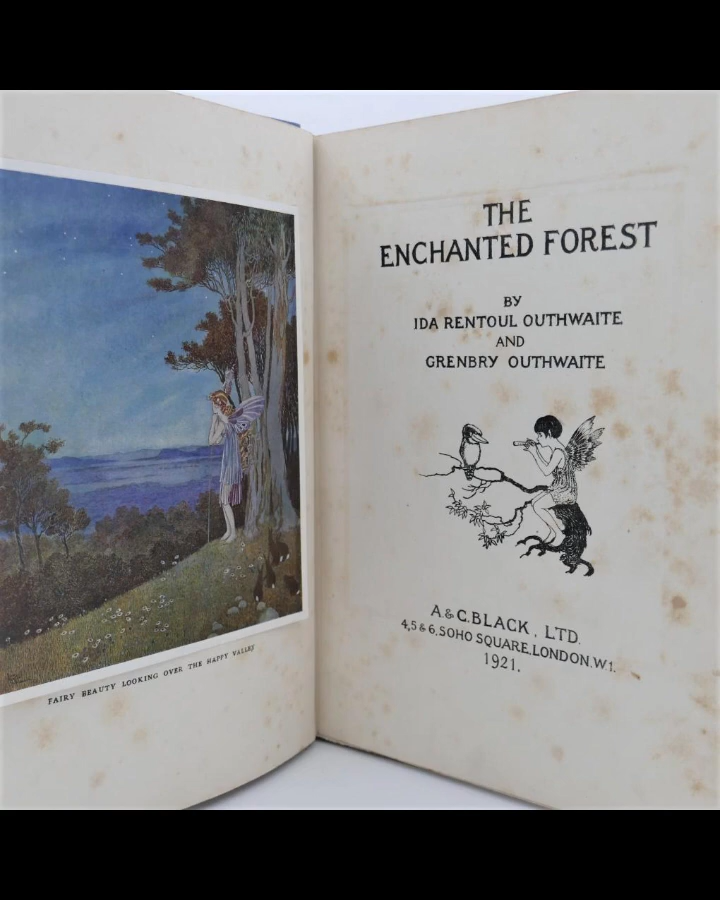 FAIRY BEAUTY LOOKING OVER THE HAPPY VALLEY
THE
ENCHANTED FOREST
BY
IDA RENTOUL OUTHWAITE
AND
GRENBRY OUTHWAITE
A. & C. BLACK, LTD.
4, 5 & 6, SOHO SQUARE, LONDON. W1.
1921.